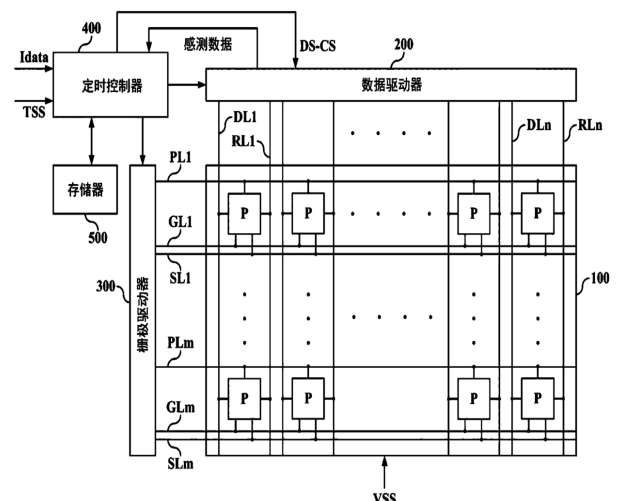 400
感测数据
DS-CS
200
Idata
定时控制器
数据驱动器
TSS
DL1
RL1
DLn
RLn
PL1
存储器
500
P P P P
GL1
SL1
300
栅极驱动器
100
PLm
P P P P
GLm
SLm
VSS